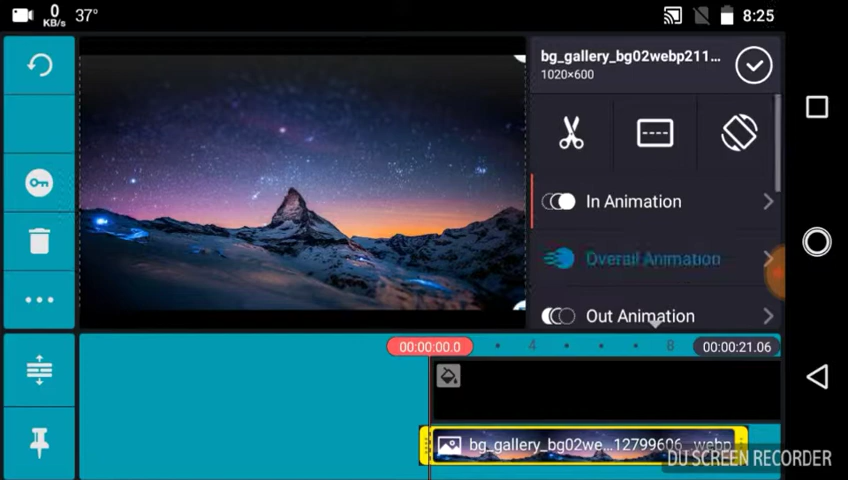 0
KB/s
37°
8:25
bg_gallery_bg02webp211...
1020×600
In Animation
Overall Animation
Out Animation
00:00:00.0
4
8
00:00:21.06
bg_gallery_bg02we...12799606_.webp
DU SCREEN RECORDER